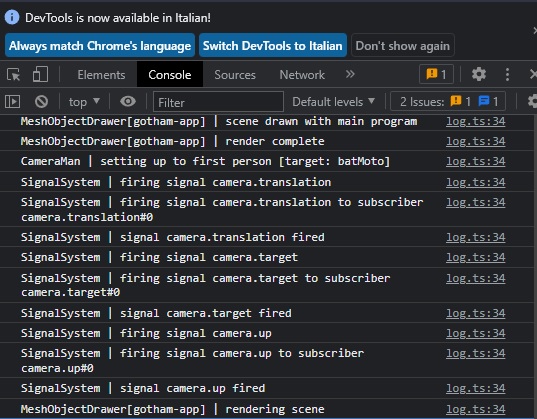 DevTools is now available in Italian!
Always match Chrome's language Switch DevTools to Italian Don't show again
Elements Console Sources Network » 1
top Filter Default levels 2 Issues: 1 1
MeshObjectDrawer[gotham-app] | scene drawn with main program log.ts:34
MeshObjectDrawer[gotham-app] | render complete log.ts:34
CameraMan | setting up to first person [target: batMoto] log.ts:34
SignalSystem | firing signal camera.translation log.ts:34
SignalSystem | firing signal camera.translation to subscriber log.ts:34
camera.translation#0
SignalSystem | signal camera.translation fired log.ts:34
SignalSystem | firing signal camera.target log.ts:34
SignalSystem | firing signal camera.target to subscriber log.ts:34
camera.target#0
SignalSystem | signal camera.target fired log.ts:34
SignalSystem | firing signal camera.up log.ts:34
SignalSystem | firing signal camera.up to subscriber log.ts:34
camera.up#0
SignalSystem | signal camera.up fired log.ts:34
MeshObjectDrawer[gotham-app] | rendering scene log.ts:34